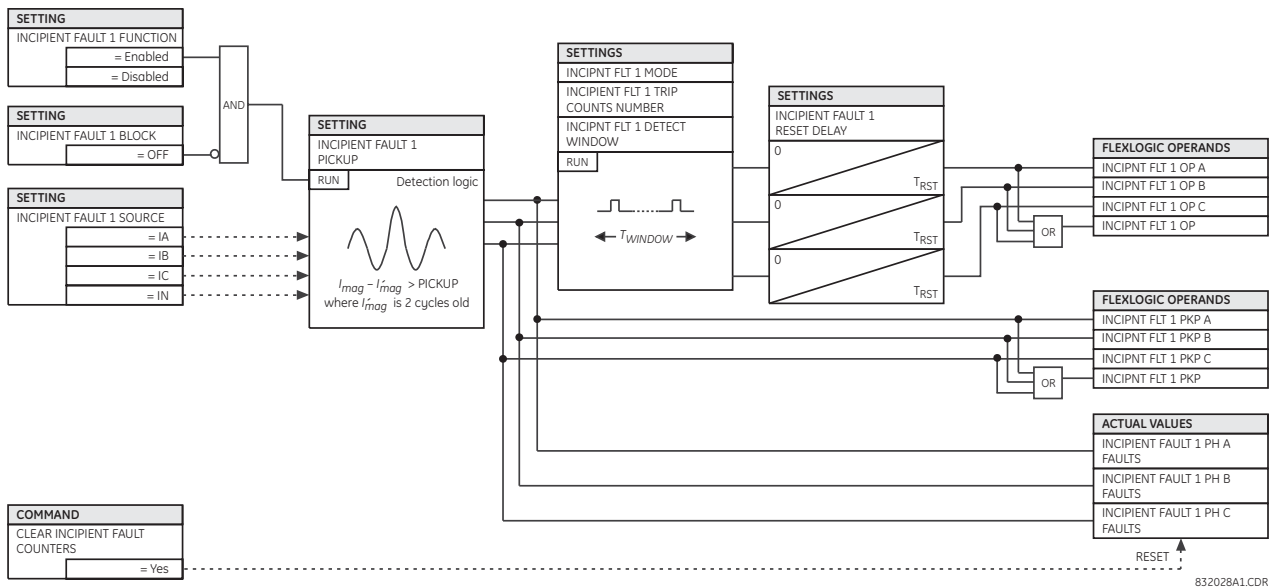 SETTING
INCIPIENT FAULT 1 FUNCTION
= Enabled
= Disabled
SETTING
INCIPIENT FAULT 1 BLOCK
= OFF
AND
SETTING
INCIPIENT FAULT 1 SOURCE
= IA
= IB
= IC
= IN
SETTING
INCIPIENT FAULT 1
PICKUP
RUN
Detection logic
Imag – I´mag > PICKUP
where I´mag is 2 cycles old
SETTINGS
INCIPNT FLT 1 MODE
INCIPIENT FLT 1 TRIP
COUNTS NUMBER
INCIPNT FLT 1 DETECT
WINDOW
RUN
TWINDOW
SETTINGS
INCIPIENT FAULT 1
RESET DELAY
0
TRST
0
TRST
0
TRST
OR
FLEXLOGIC OPERANDS
INCIPNT FLT 1 OP A
INCIPNT FLT 1 OP B
INCIPNT FLT 1 OP C
INCIPNT FLT 1 OP
FLEXLOGIC OPERANDS
INCIPNT FLT 1 PKP A
INCIPNT FLT 1 PKP B
INCIPNT FLT 1 PKP C
INCIPNT FLT 1 PKP
OR
ACTUAL VALUES
INCIPIENT FAULT 1 PH A
FAULTS
INCIPIENT FAULT 1 PH B
FAULTS
INCIPIENT FAULT 1 PH C
FAULTS
COMMAND
CLEAR INCIPIENT FAULT
COUNTERS
= Yes
RESET
832028A1.CDR